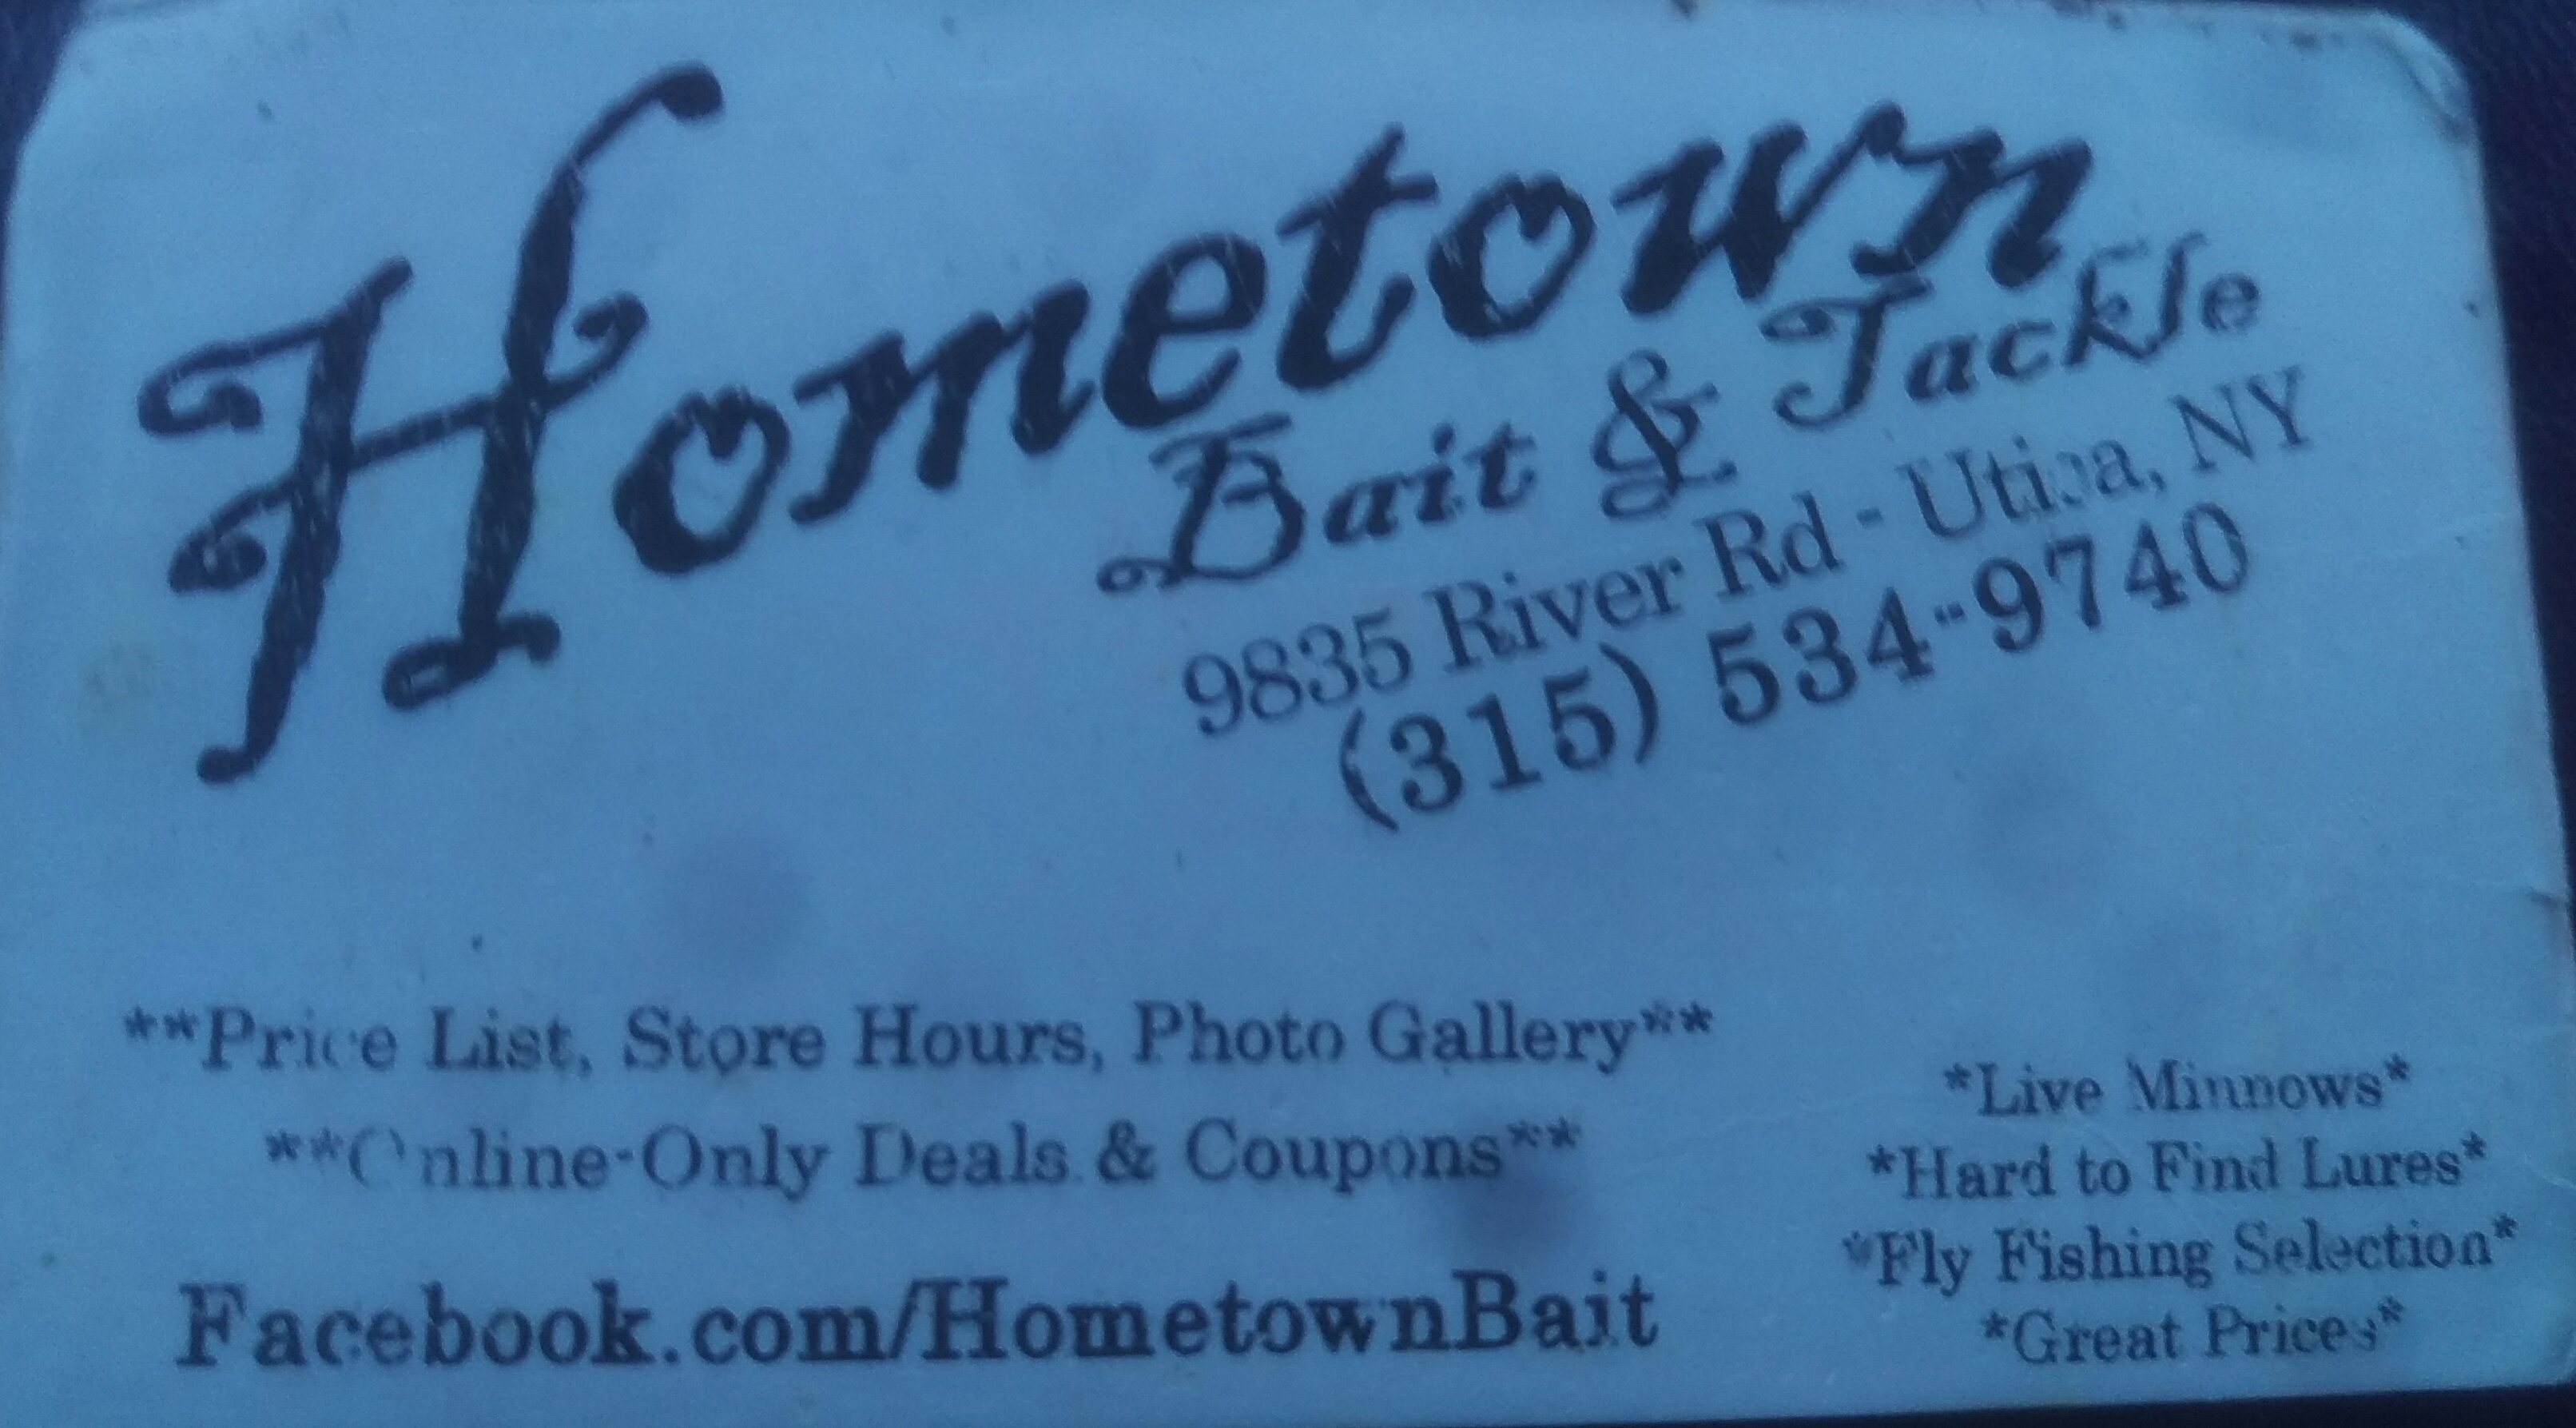 Hometown
Bait & Tackle
9835 River Rd - Utica, NY
(315) 534-9740
**Price List, Store Hours, Photo Gallery**
**Online-Only Deals & Coupons**
Facebook.com/HometownBait
*Live Minnows*
*Hard to Find Lures*
*Fly Fishing Selection*
*Great Prices*